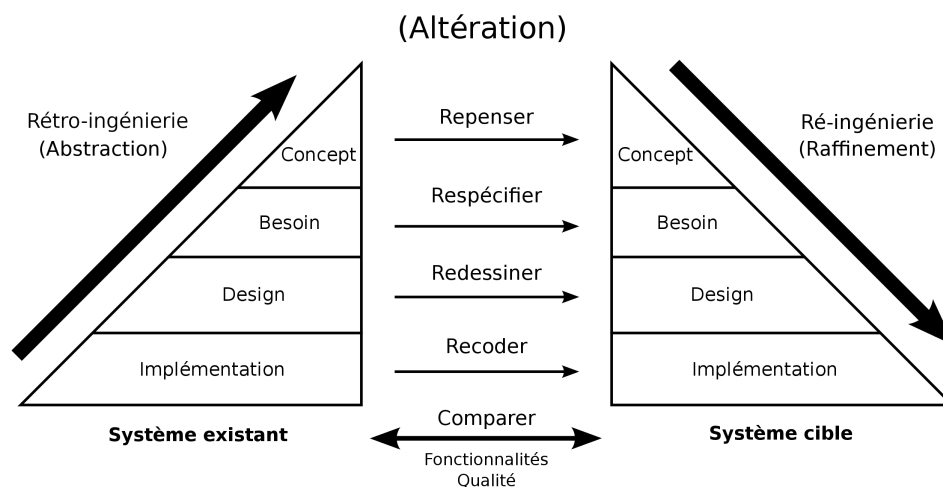 (Altération)
Rétro-ingénierie
(Abstraction)
Repenser
Ré-ingénierie
(Raffinement)
Concept
Concept
Respécifier
Besoin
Besoin
Redessiner
Design
Design
Recoder
Implémentation
Implémentation
Comparer
Système existant
Système cible
Fonctionnalités
Qualité